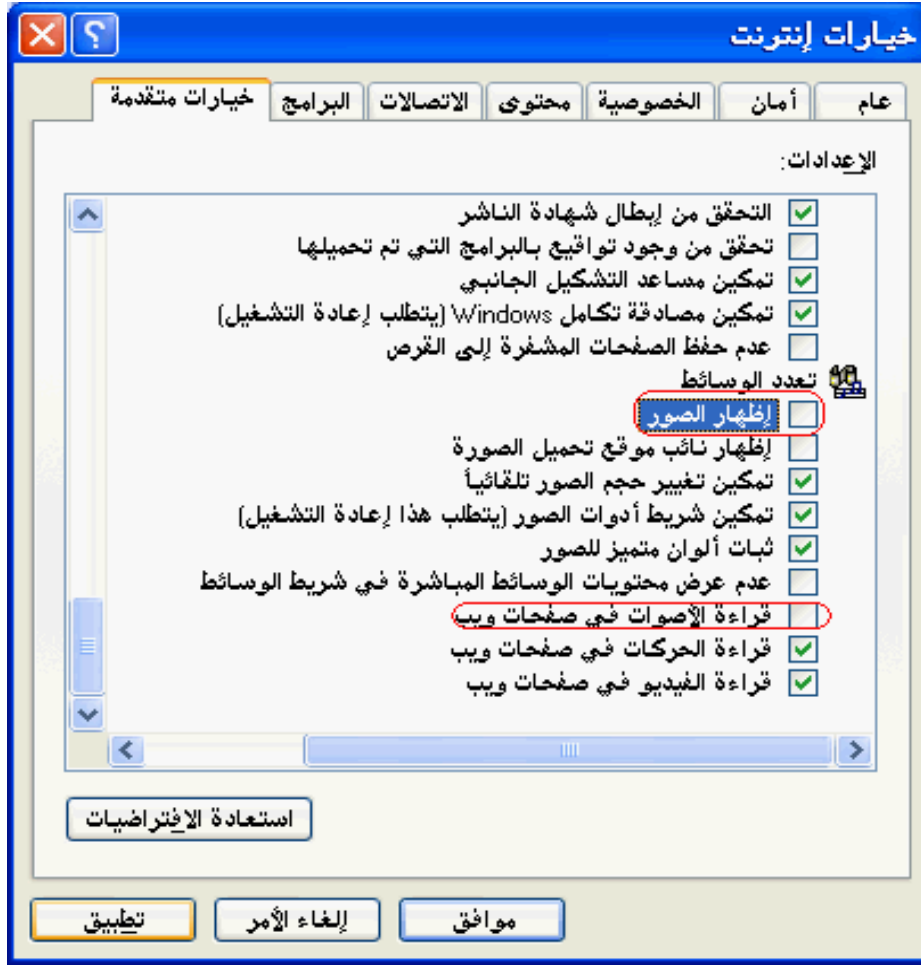 خيارات إنترنت
عام أمان الخصوصية محتوى الاتصالات البرامج خيارات متقدمة
الإعدادات:
التحقق من إبطال شهادة الناشر
تحقق من وجود تواقيع بالبرامج التي تم تحميلها
تمكين مساعد التشكيل الجانبي
تمكين مصادقة تكامل Windows (يتطلب إعادة التشغيل)
عدم حفظ الصفحات المشفرة إلى القرص
تعدد الوسائط
إظهار الصور
إظهار نائب موقع تحميل الصورة
تمكين تغيير حجم الصور تلقائياً
تمكين شريط أدوات الصور (يتطلب هذا إعادة التشغيل)
ثبات ألوان متميز للصور
عدم عرض محتويات الوسائط المباشرة في شريط الوسائط
قراءة الأصوات في صفحات ويب
قراءة الحركات في صفحات ويب
قراءة الفيديو في صفحات ويب
استعادة الافتراضيات
موافق إلغاء الأمر تطبيق